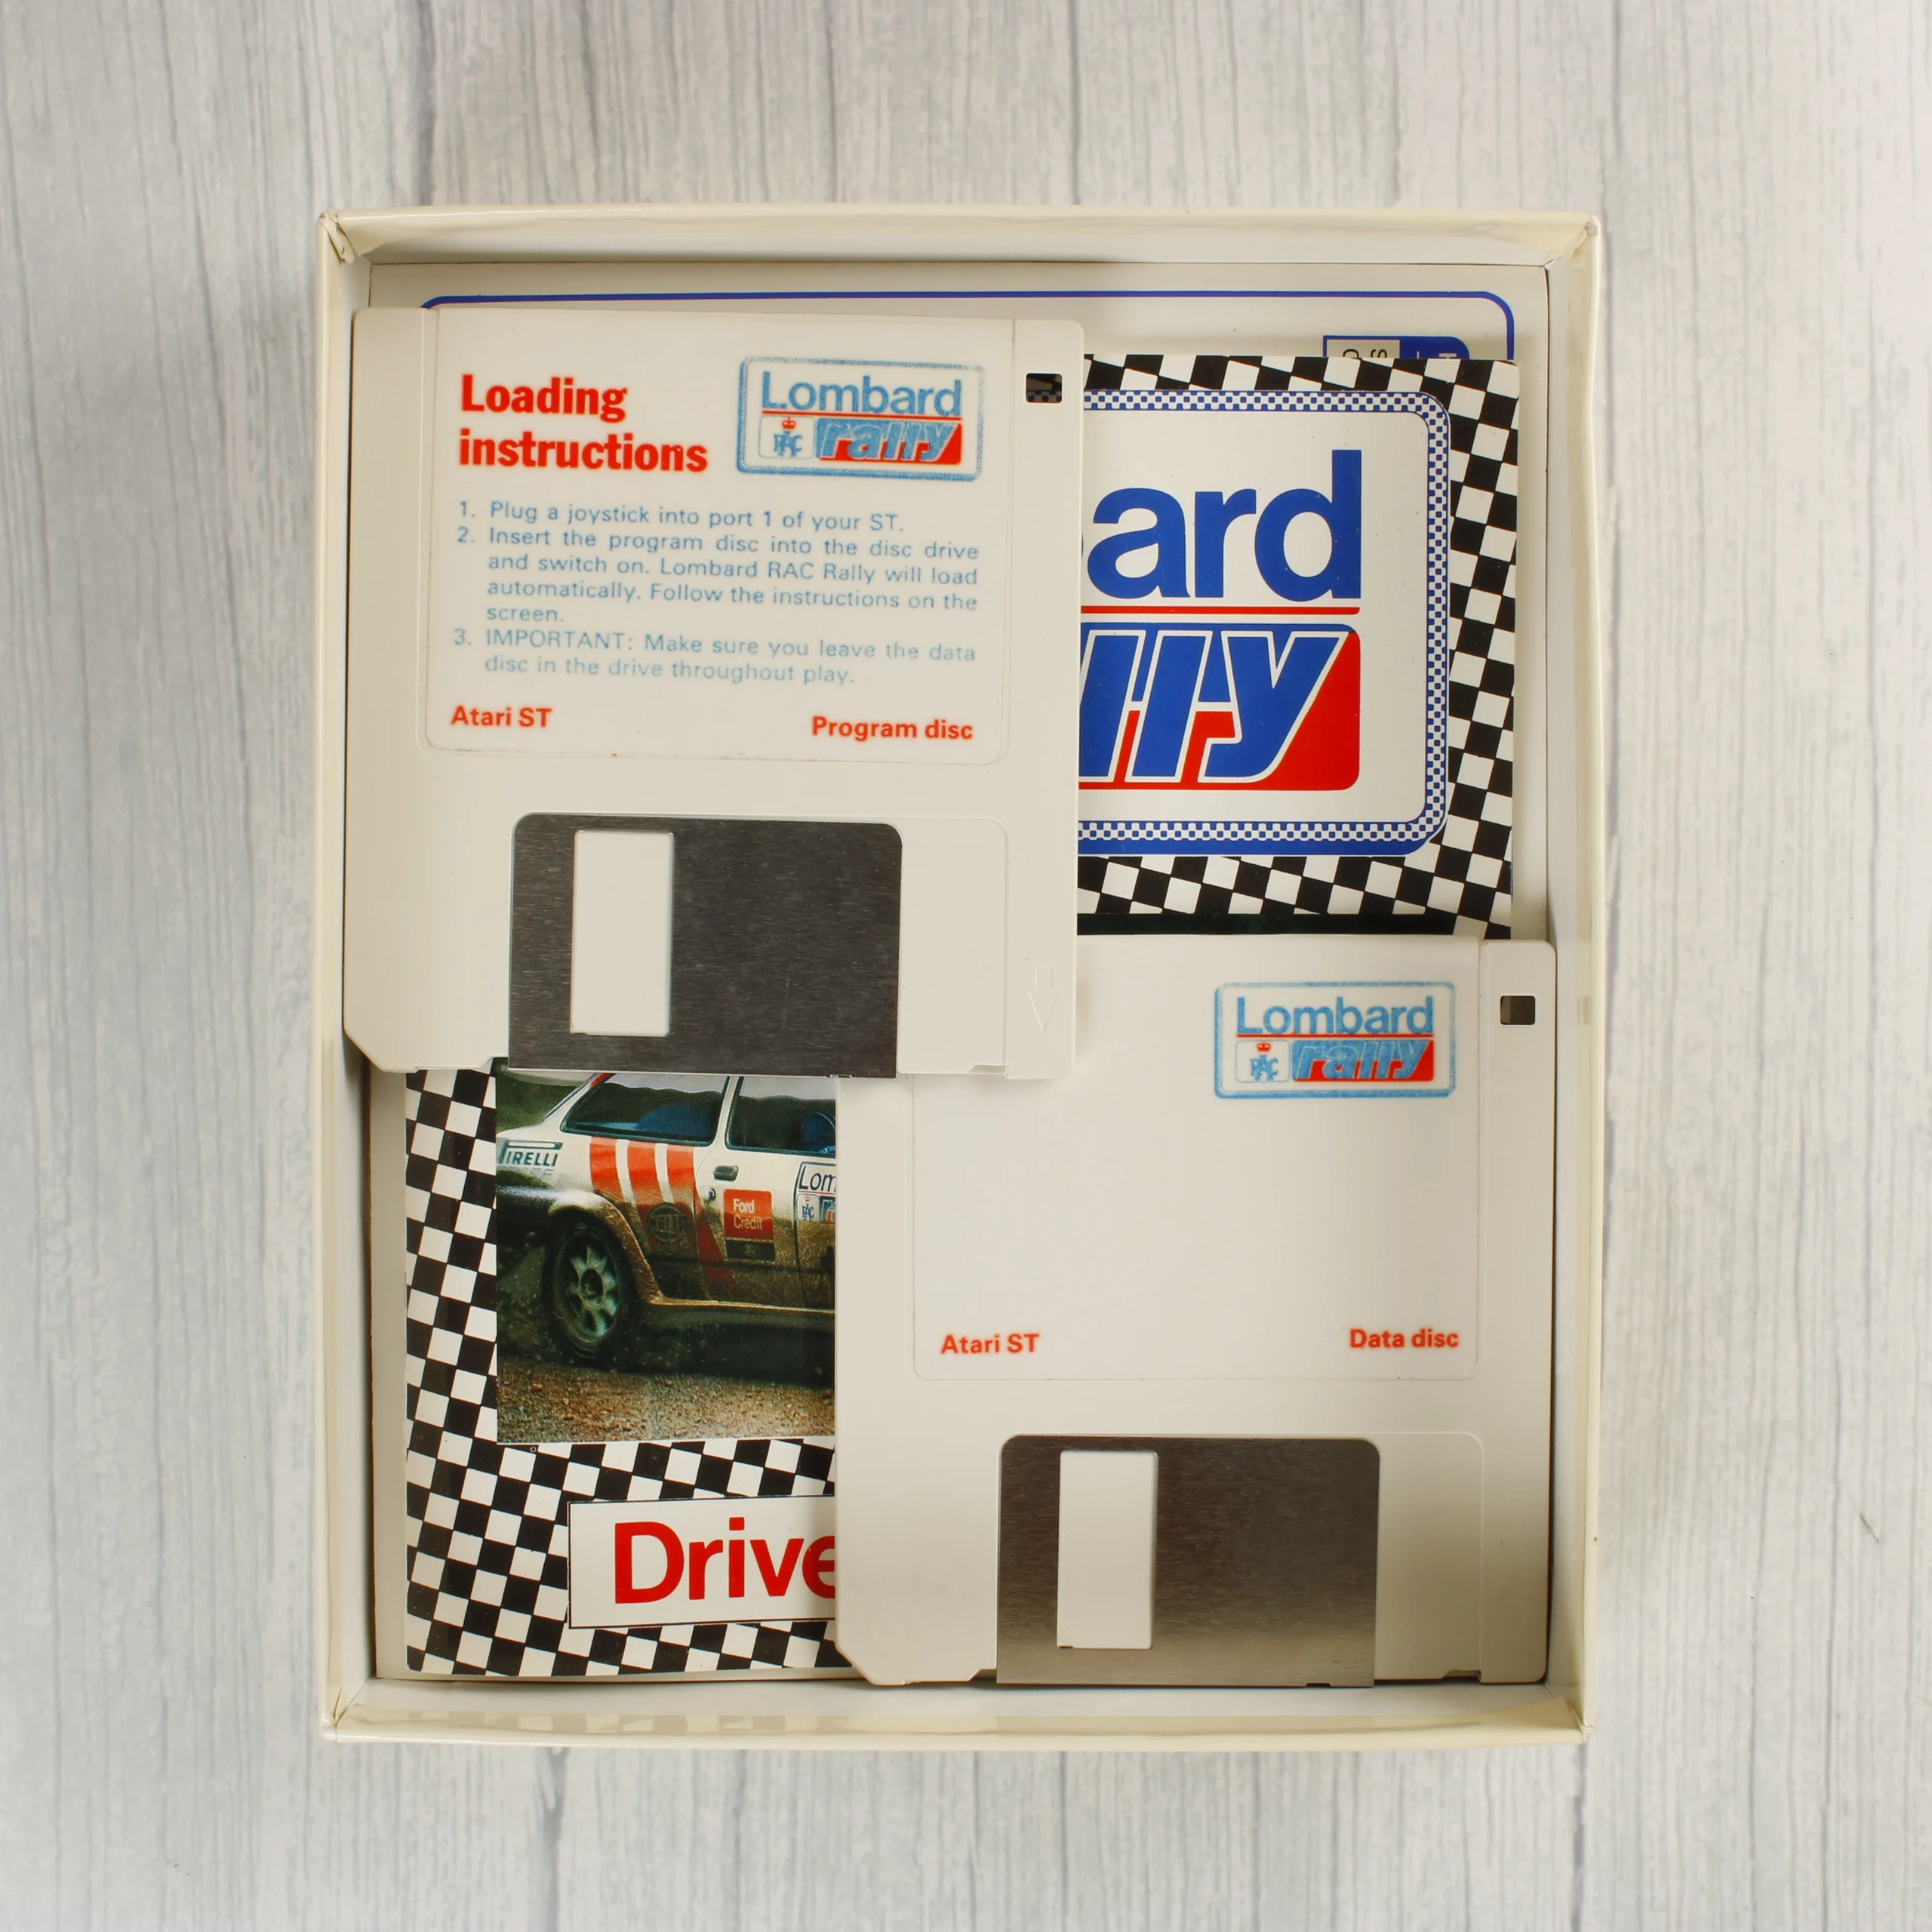 Loading
instructions
Lombard
RAC rally
1. Plug a joystick into port 1 of your ST.
2. Insert the program disc into the disc drive
and switch on. Lombard RAC Rally will load
automatically. Follow the instructions on the
screen.
3. IMPORTANT: Make sure you leave the data
disc in the drive throughout play.
Atari ST
Program disc
ard
lly
Lombard
RAC rally
PIRELLI
Ford
Credit
Lom
Atari ST
Data disc
Drive